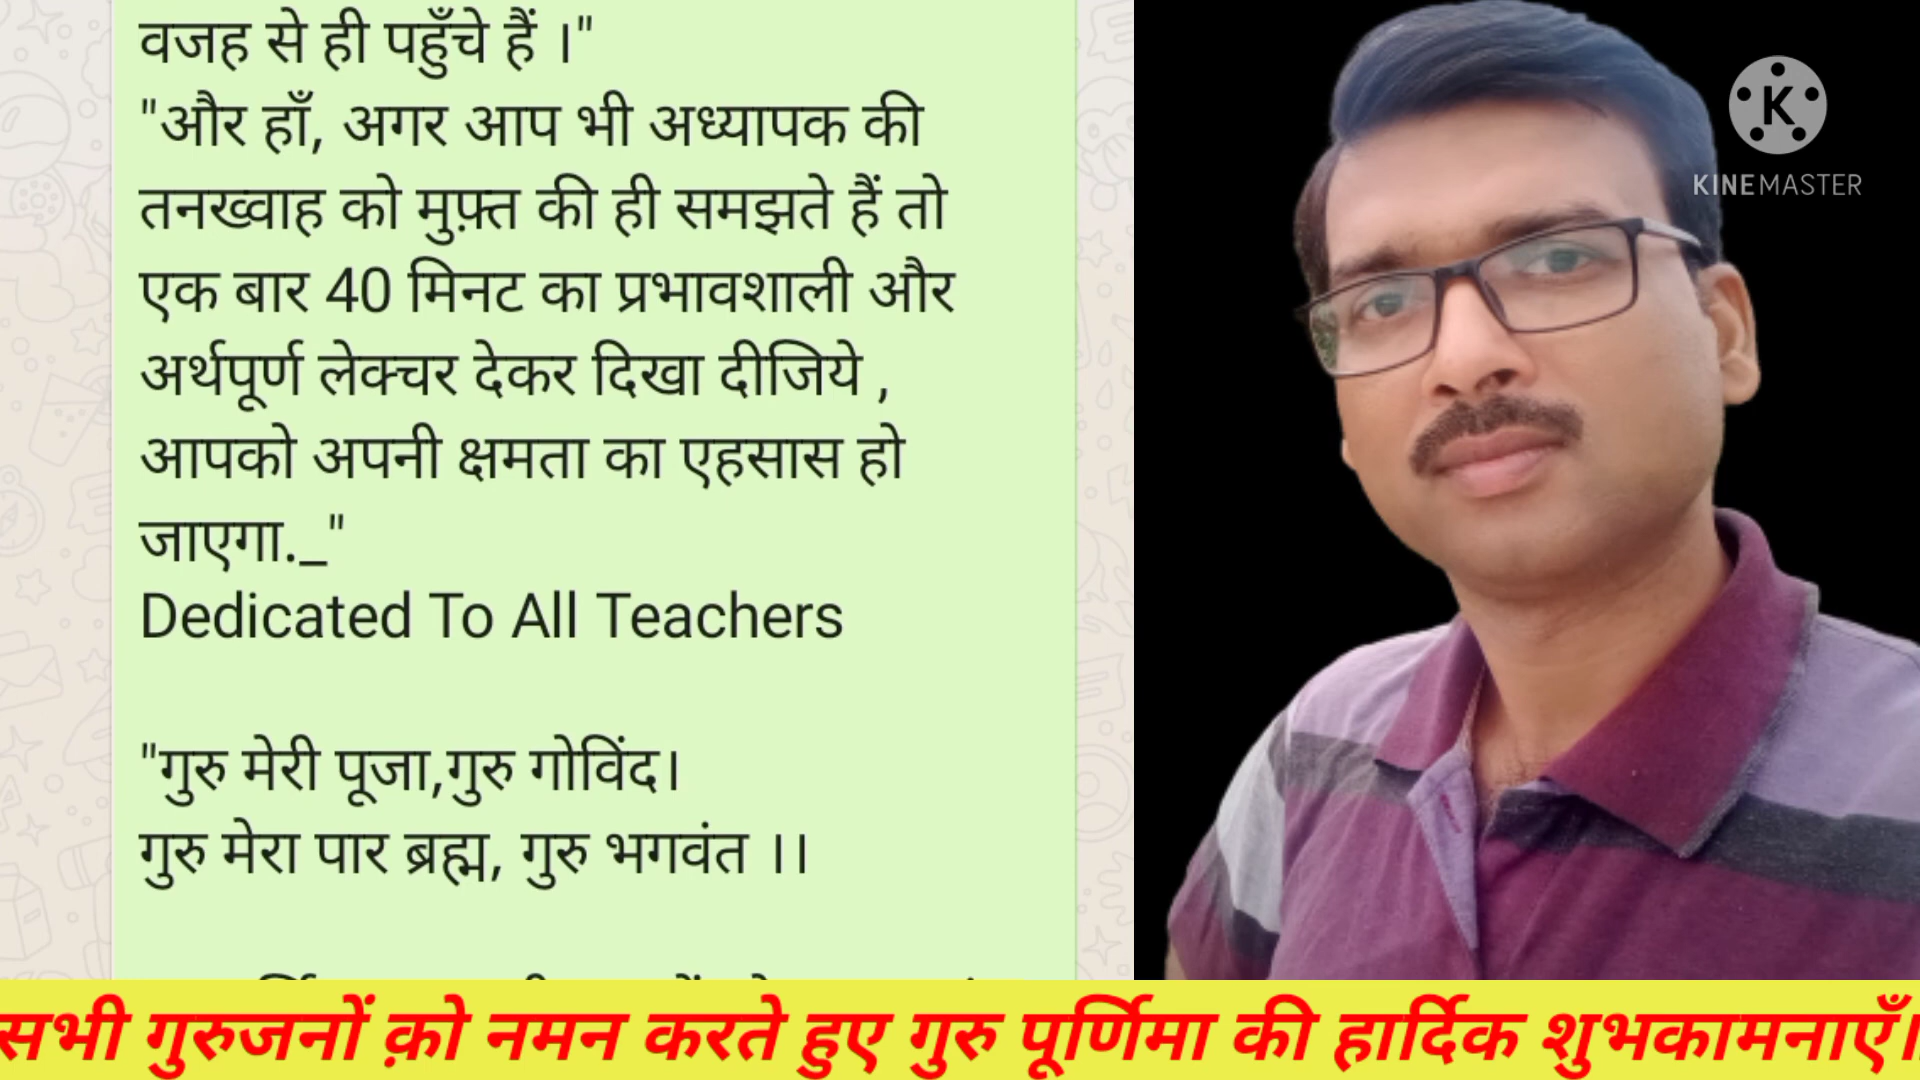 वजह से ही पहुँचे हैं ।"
"और हाँ, अगर आप भी अध्यापक की
तनख्वाह को मुफ़्त की ही समझते हैं तो
एक बार 40 मिनट का प्रभावशाली और
अर्थपूर्ण लेक्चर देकर दिखा दीजिये ,
आपको अपनी क्षमता का एहसास हो
जाएगा._"
Dedicated To All Teachers
"गुरु मेरी पूजा,गुरु गोविंद।
गुरु मेरा पार ब्रह्म, गुरु भगवंत ।।
K
KINEMASTER
सभी गुरुजनों क़ो नमन करते हुए गुरु पूर्णिमा की हार्दिक शुभकामनाएँ।